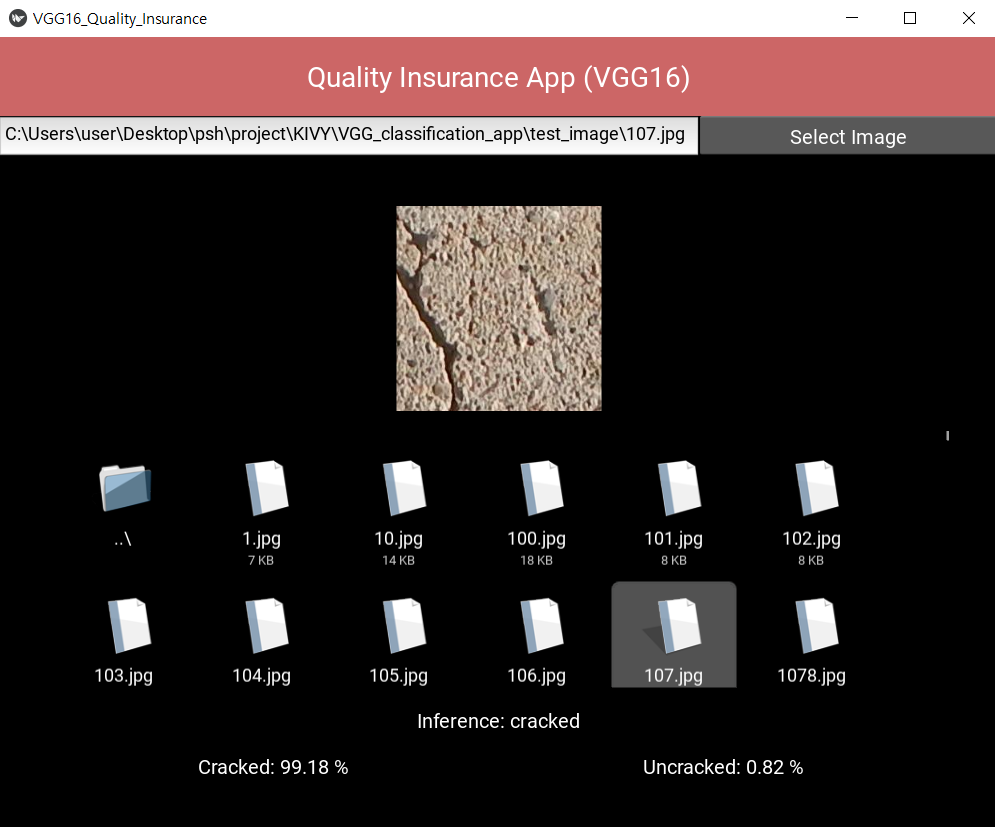 VGG16_Quality_Insurance
Quality Insurance App (VGG16)
C:\Users\user\Desktop\psh\project\KIVY\VGG_classification_app\test_image\107.jpg
Select Image
..\
1.jpg
10.jpg
100.jpg
101.jpg
102.jpg
7 KB
14 KB
18 KB
8 KB
8 KB
103.jpg
104.jpg
105.jpg
106.jpg
107.jpg
1078.jpg
Inference: cracked
Cracked: 99.18 %
Uncracked: 0.82 %